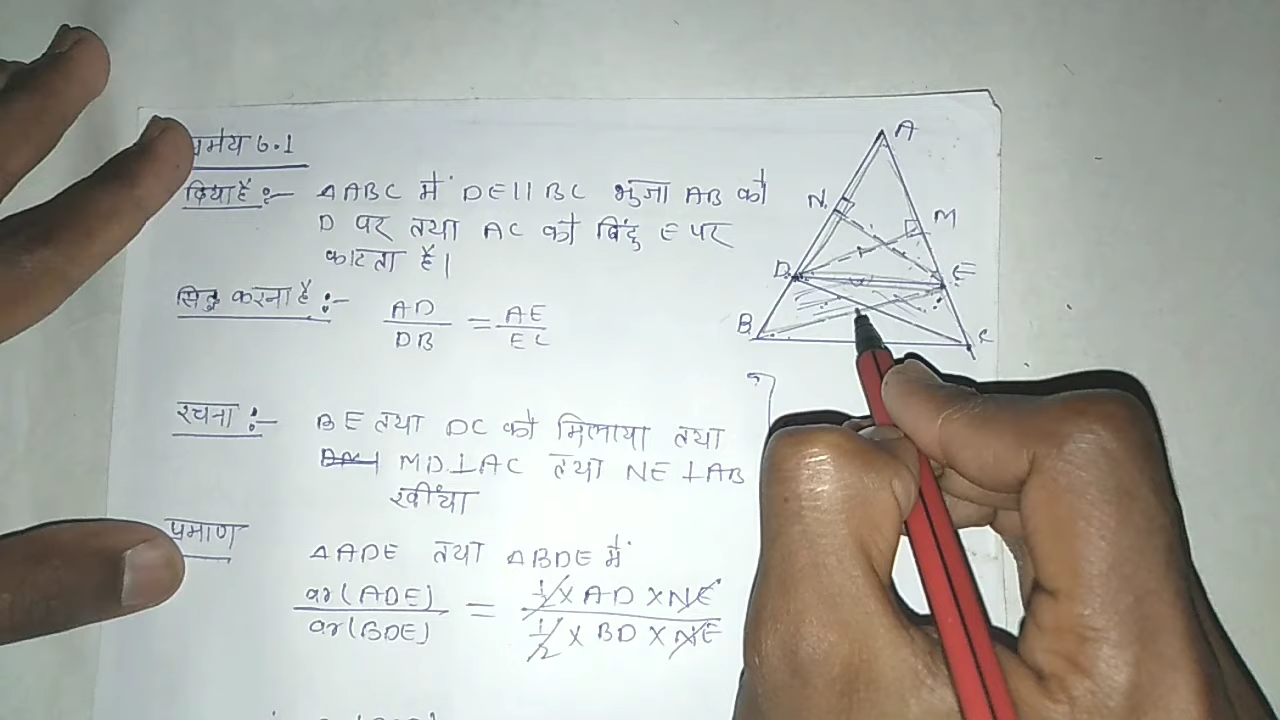 प्रमेय 6.1
दिया है :- △ABC में DE || BC भुजा AB को
D पर तथा AC को बिंदु E पर
काटता है।
सिद्ध करना है :- AD/DB = AE/EC
रचना :- BE तथा DC को मिलाया तथा
MD⊥AC तथा NE⊥AB
खींचा
प्रमाण
△ADE तथा △BDE में
ar(ADE)/ar(BDE) = 1/2 × AD × NE / 1/2 × BD × NE
A
N
M
D
E
B
C